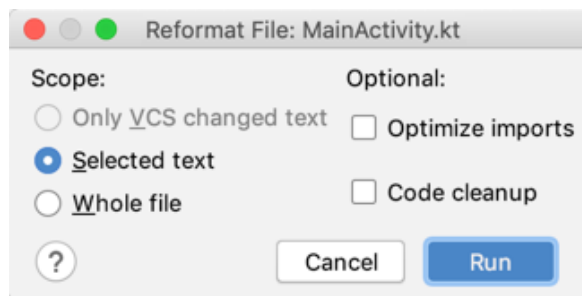 Reformat File: MainActivity.kt
Scope:
Only VCS changed text
Selected text
Whole file
Optional:
Optimize imports
Code cleanup
?
Cancel
Run